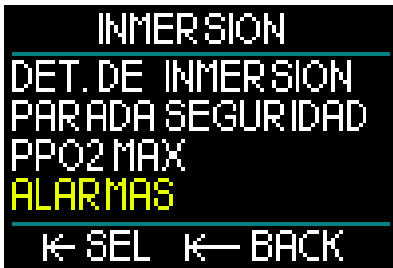 INMERSION
DET. DE INMERSION
PARADA SEGURIDAD
PPO2 MAX
ALARMAS
SEL BACK